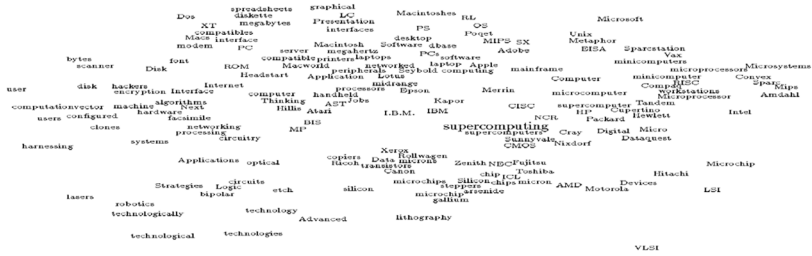 spreadsheets graphical
Dos diskette LC Macintoshes RL
XT megabytes Presentation Microsoft
compatibles interfaces PS OS
Macs interface desktop Poqet Unix
modem PC Macintosh Software dbase MIPS SX Metaphor
server megahertz PCs Adobe EISA Sparcstation
bytes font compatible printers laptops software Vax
scanner Disk ROM Macworld networked laptop Apple minicomputers
Headstart peripherals Seybold computing mainframe microprocessors Microsystems
Application Lotus Computer minicomputer Convex
user disk hackers Internet midrange Compaq RISC Sparc
encryption Interface processors Epson Merrin microcomputer workstations Mips
computer handheld Microprocessor Amdahl
algorithms Thinking Jobs Kapor Tandem
computation vector machine Next AST CISC supercomputer
hardware Hillis Atari I.B.M. IBM HP Cupertino Intel
users configured facsimile NCR Packard Hewlett
BIS
clones networking MP supercomputing
processing supercomputers Cray Digital Micro
systems circuitry Sunnyvale Dataquest
harnessing CMOS Nixdorf
Xerox
copiers Rollwagen
Applications optical Ricoh Data microns Zenith NEC Fujitsu Microchip
transistors
Canon chip Toshiba Hitachi
ICL
circuits microchips Silicon chips micron Devices
Strategies Logic etch silicon steppers AMD Motorola LSI
bipolar microchip arsenide
lasers gallium
robotics
technologically technology
Advanced lithography
technological technologies
VLSI